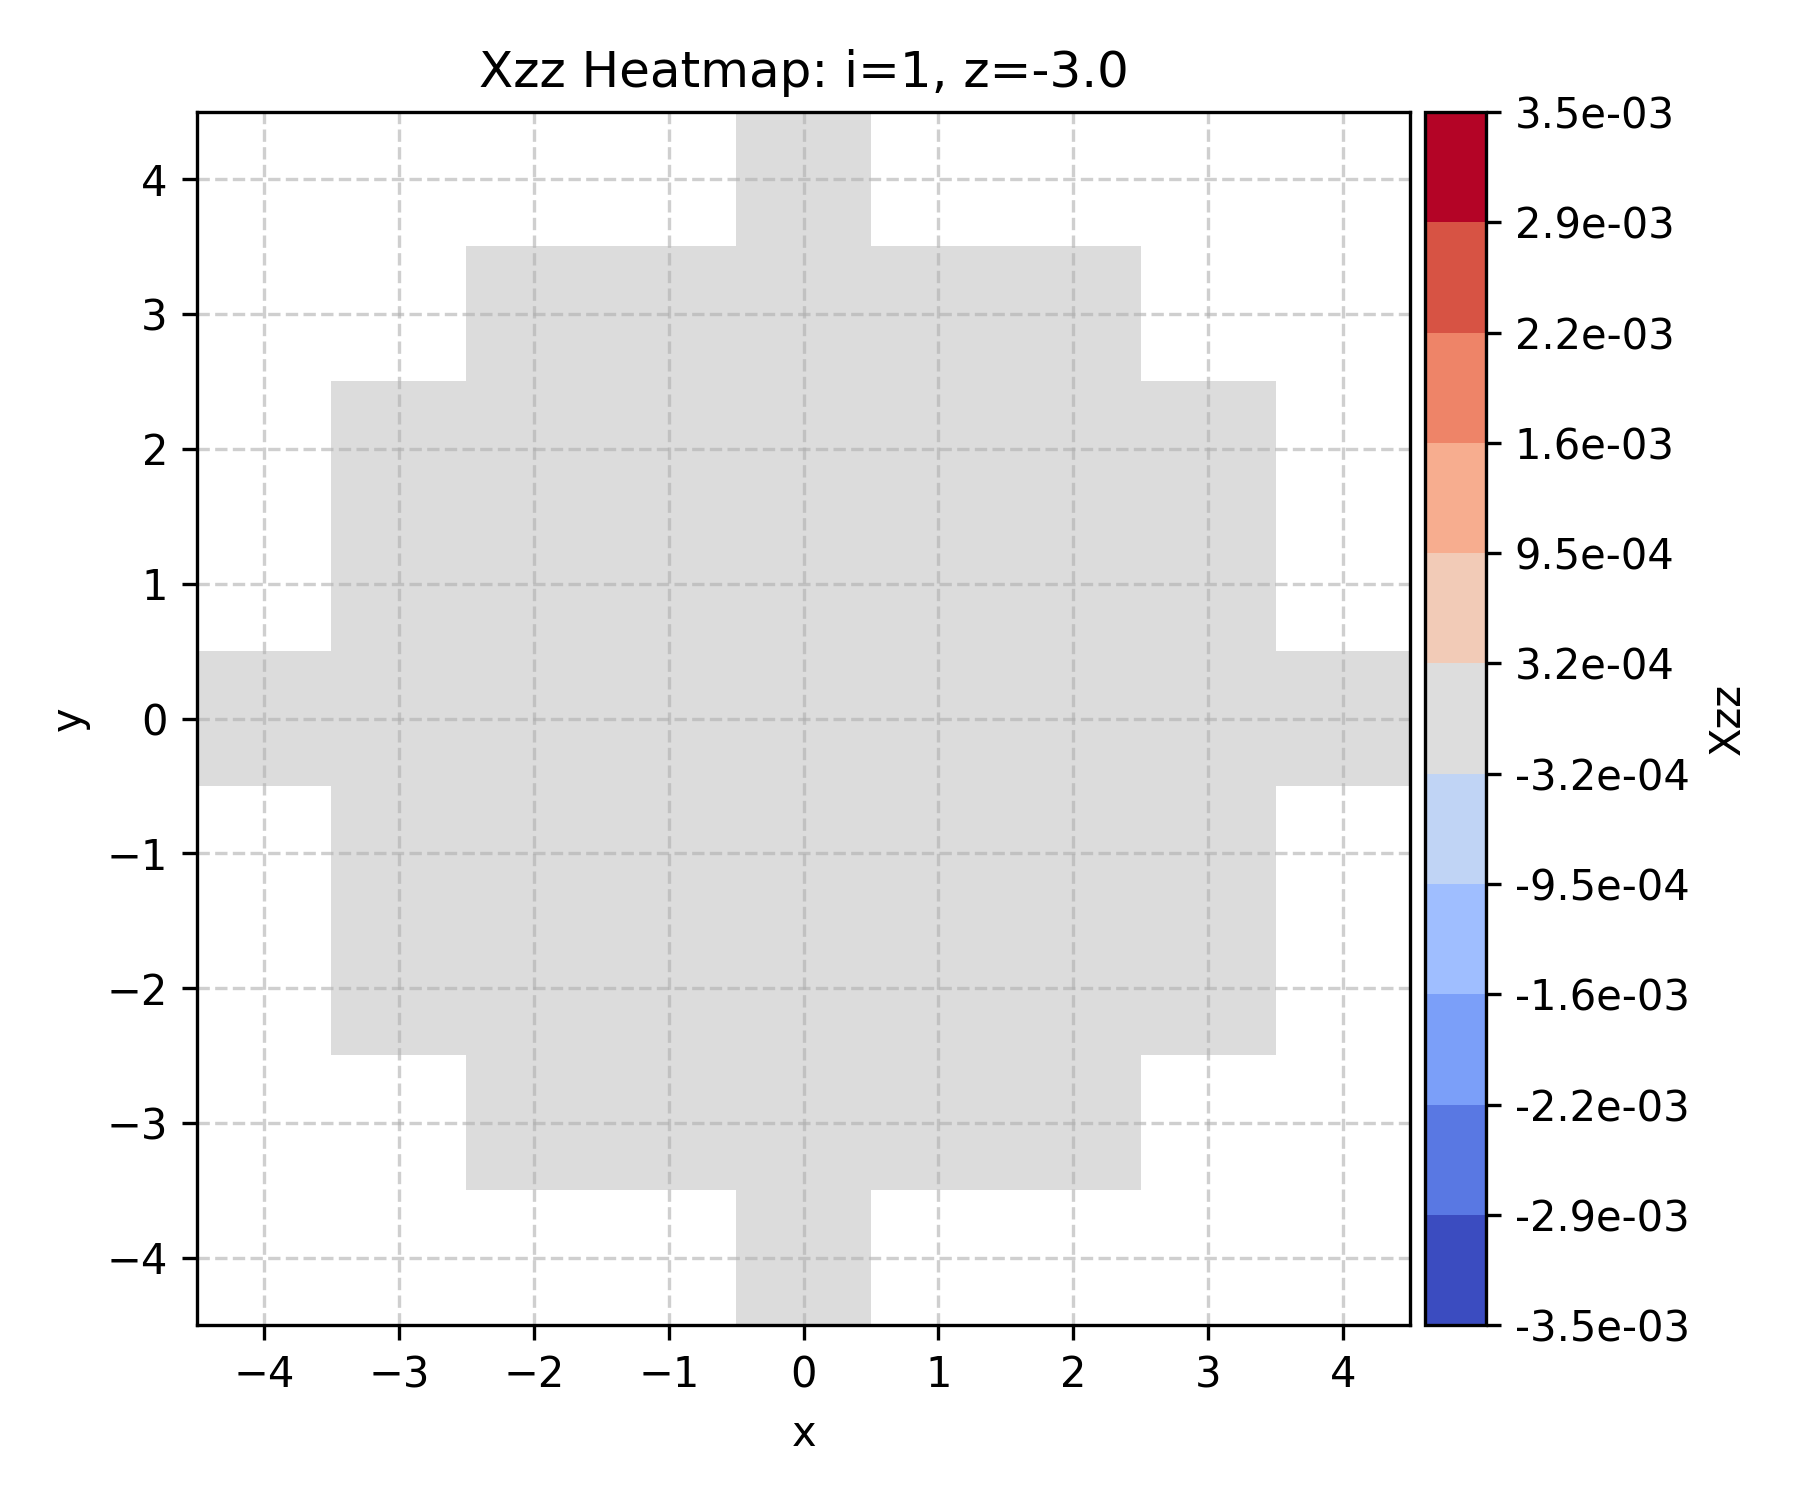 Xzz Heatmap: i=1, z=-3.0
4
3
2
1
0
−1
−2
−3
−4
y
−4 −3 −2 −1 0 1 2 3 4
x
3.5e-03
2.9e-03
2.2e-03
1.6e-03
9.5e-04
3.2e-04
-3.2e-04
-9.5e-04
-1.6e-03
-2.2e-03
-2.9e-03
-3.5e-03
Xzz